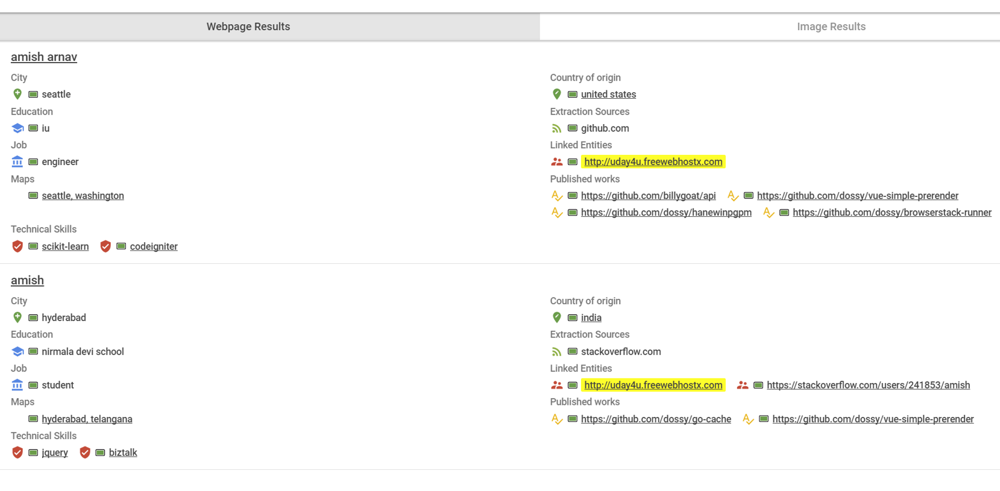 Webpage Results
Image Results
amish arnav
City
seattle
Education
iu
Job
engineer
Maps
seattle, washington
Technical Skills
scikit-learn codeigniter
Country of origin
united states
Extraction Sources
github.com
Linked Entities
http://uday4u.freewebhostx.com
Published works
https://github.com/billygoat/api https://github.com/dossy/vue-simple-prerender
https://github.com/dossy/hanewinpgpm https://github.com/dossy/browserstack-runner
amish
City
hyderabad
Education
nirmala devi school
Job
student
Maps
hyderabad, telangana
Technical Skills
jquery biztalk
Country of origin
india
Extraction Sources
stackoverflow.com
Linked Entities
http://uday4u.freewebhostx.com https://stackoverflow.com/users/241853/amish
Published works
https://github.com/dossy/go-cache https://github.com/dossy/vue-simple-prerender